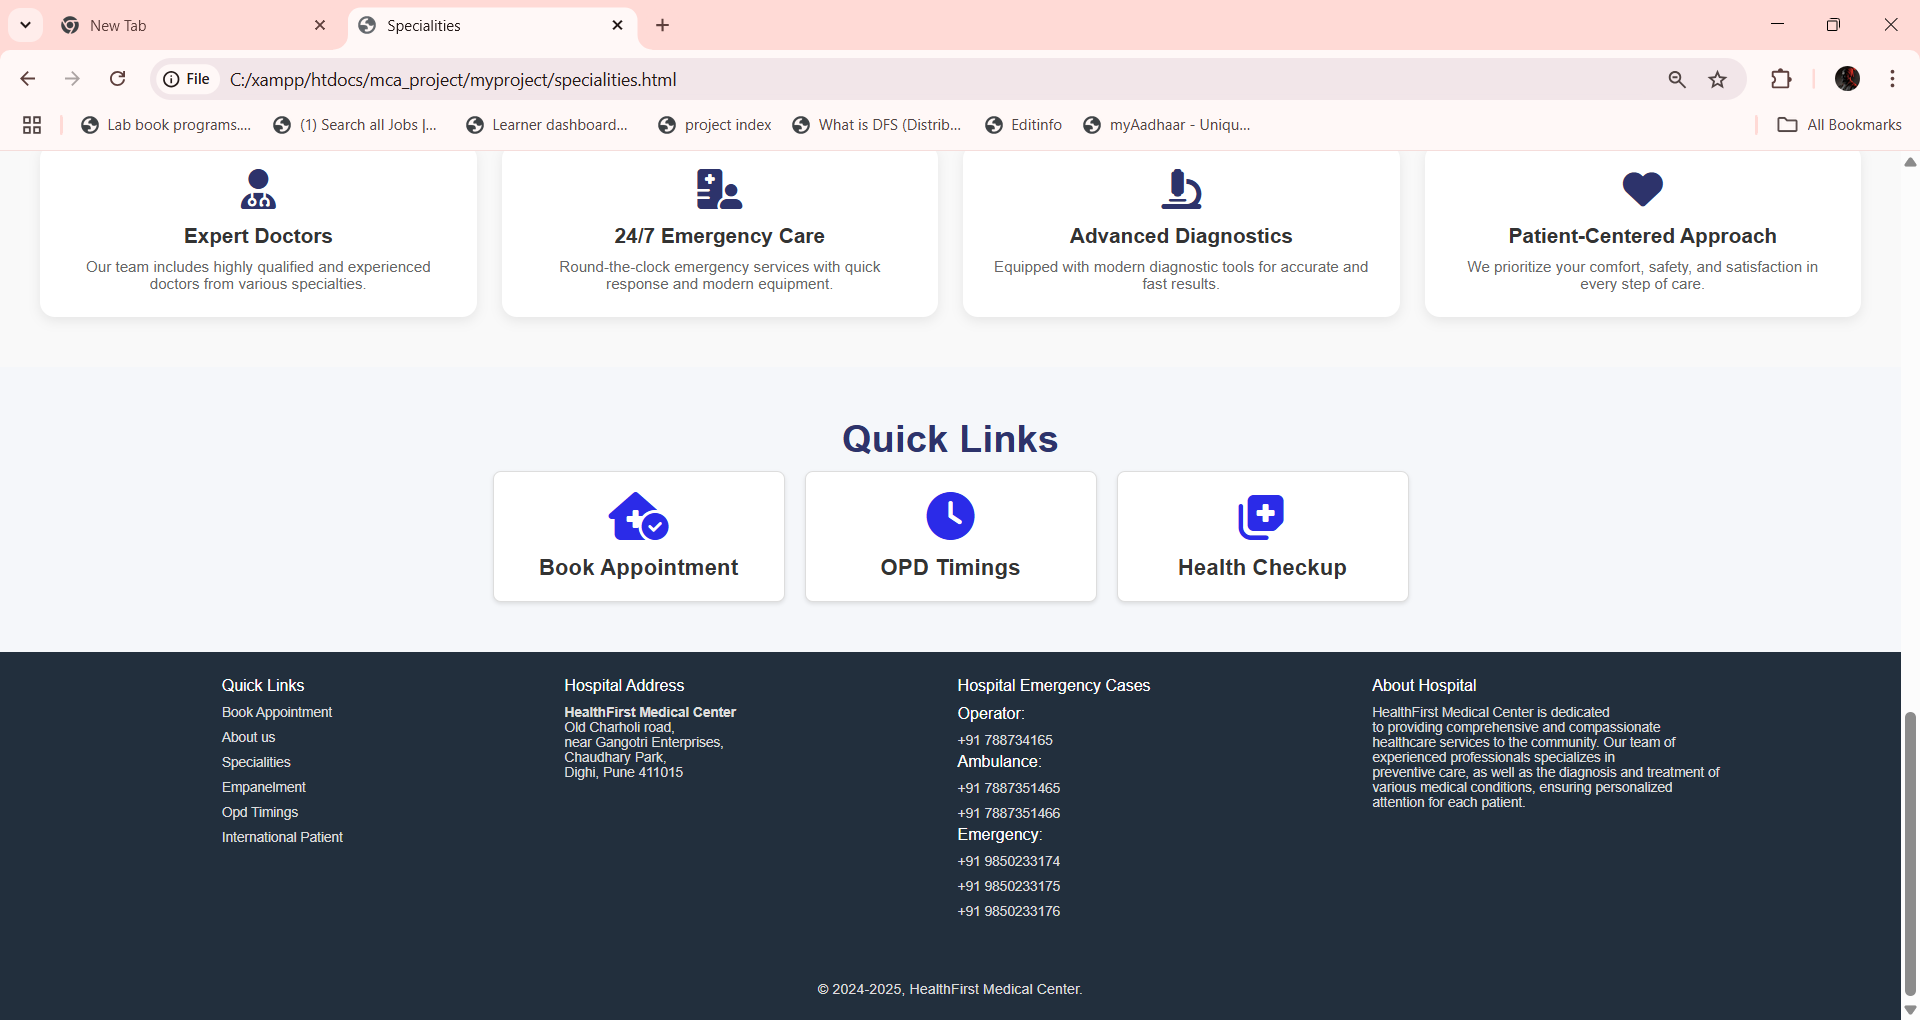 New Tab
Specialities
File
C:/xampp/htdocs/mca_project/myproject/specialities.html
Lab book programs....
(1) Search all Jobs |...
Learner dashboard...
project index
What is DFS (Distrib...
Editinfo
myAadhaar - Uniqu...
All Bookmarks
Expert Doctors
Our team includes highly qualified and experienced
doctors from various specialties.
24/7 Emergency Care
Round-the-clock emergency services with quick
response and modern equipment.
Advanced Diagnostics
Equipped with modern diagnostic tools for accurate and
fast results.
Patient-Centered Approach
We prioritize your comfort, safety, and satisfaction in
every step of care.
Quick Links
Book Appointment
OPD Timings
Health Checkup
Quick Links
Book Appointment
About us
Specialities
Empanelment
Opd Timings
International Patient
Hospital Address
HealthFirst Medical Center
Old Charholi road,
near Gangotri Enterprises,
Chaudhary Park,
Dighi, Pune 411015
Hospital Emergency Cases
Operator:
+91 788734165
Ambulance:
+91 7887351465
+91 7887351466
Emergency:
+91 9850233174
+91 9850233175
+91 9850233176
About Hospital
HealthFirst Medical Center is dedicated
to providing comprehensive and compassionate
healthcare services to the community. Our team of
experienced professionals specializes in
preventive care, as well as the diagnosis and treatment of
various medical conditions, ensuring personalized
attention for each patient.
© 2024-2025, HealthFirst Medical Center.